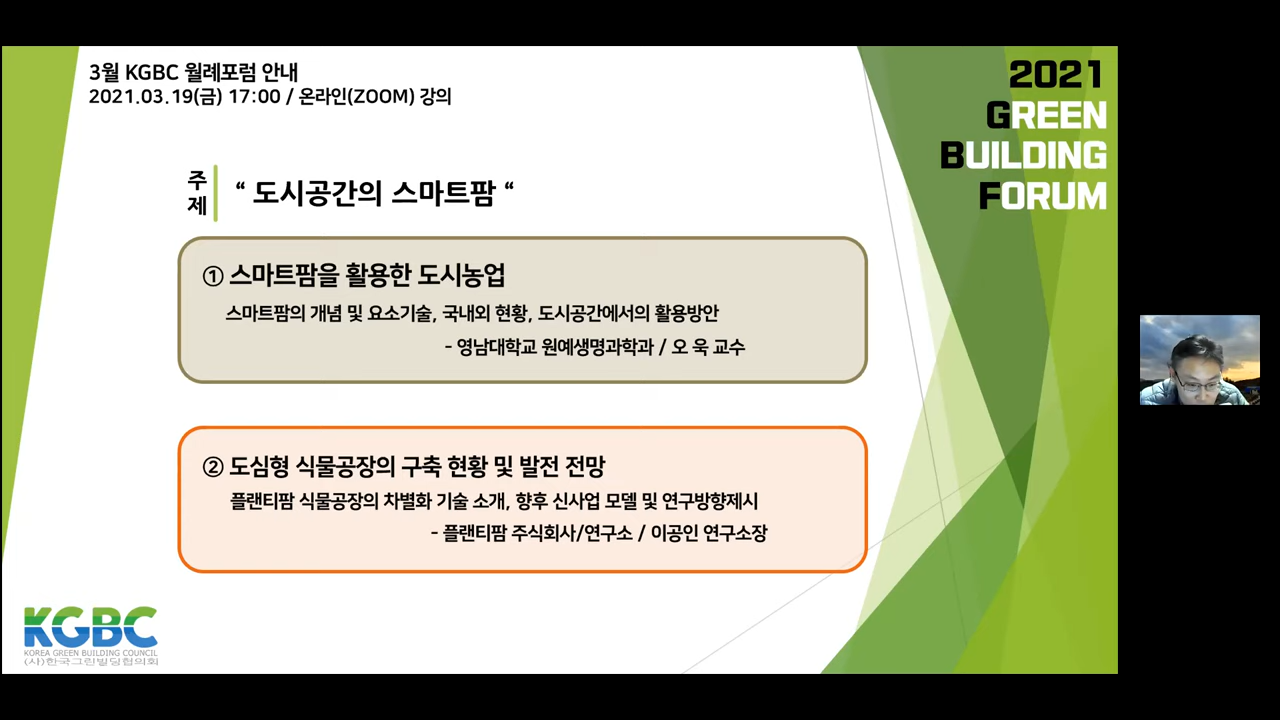 3월 KGBC 월례포럼 안내
2021.03.19(금) 17:00 / 온라인(ZOOM) 강의
2021
GREEN
BUILDING
FORUM
주제
“ 도시공간의 스마트팜 “
① 스마트팜을 활용한 도시농업
스마트팜의 개념 및 요소기술, 국내외 현황, 도시공간에서의 활용방안
- 영남대학교 원예생명과학과 / 오 욱 교수
② 도심형 식물공장의 구축 현황 및 발전 전망
플랜티팜 식물공장의 차별화 기술 소개, 향후 신사업 모델 및 연구방향제시
- 플랜티팜 주식회사/연구소 / 이공인 연구소장
KGBC
KOREA GREEN BUILDING COUNCIL
(사)한국그린빌딩협의회